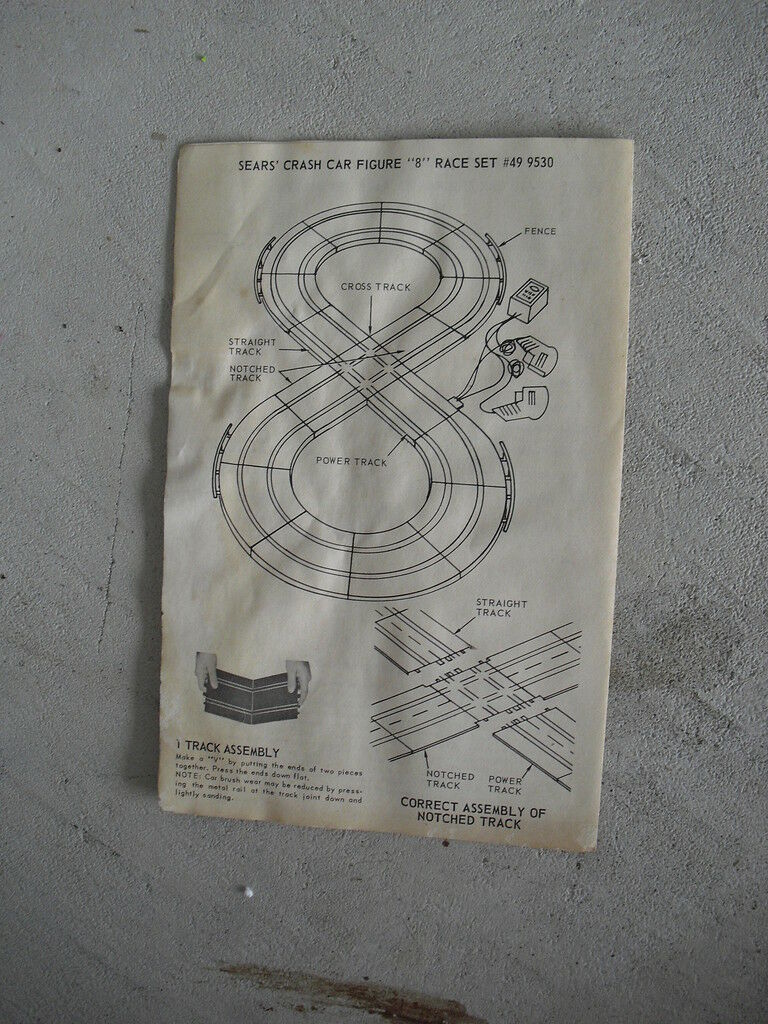 SEARS' CRASH CAR FIGURE "8" RACE SET #49 9530
FENCE
CROSS TRACK
STRAIGHT
TRACK
NOTCHED
TRACK
POWER TRACK
STRAIGHT
TRACK
1 TRACK ASSEMBLY
Make a "V" by putting the ends of two pieces
together. Press the ends down flat.
NOTE: Car brush wear may be reduced by press-
ing the metal rail at the track joint down and
lightly sanding.
NOTCHED
TRACK
POWER
TRACK
CORRECT ASSEMBLY OF
NOTCHED TRACK